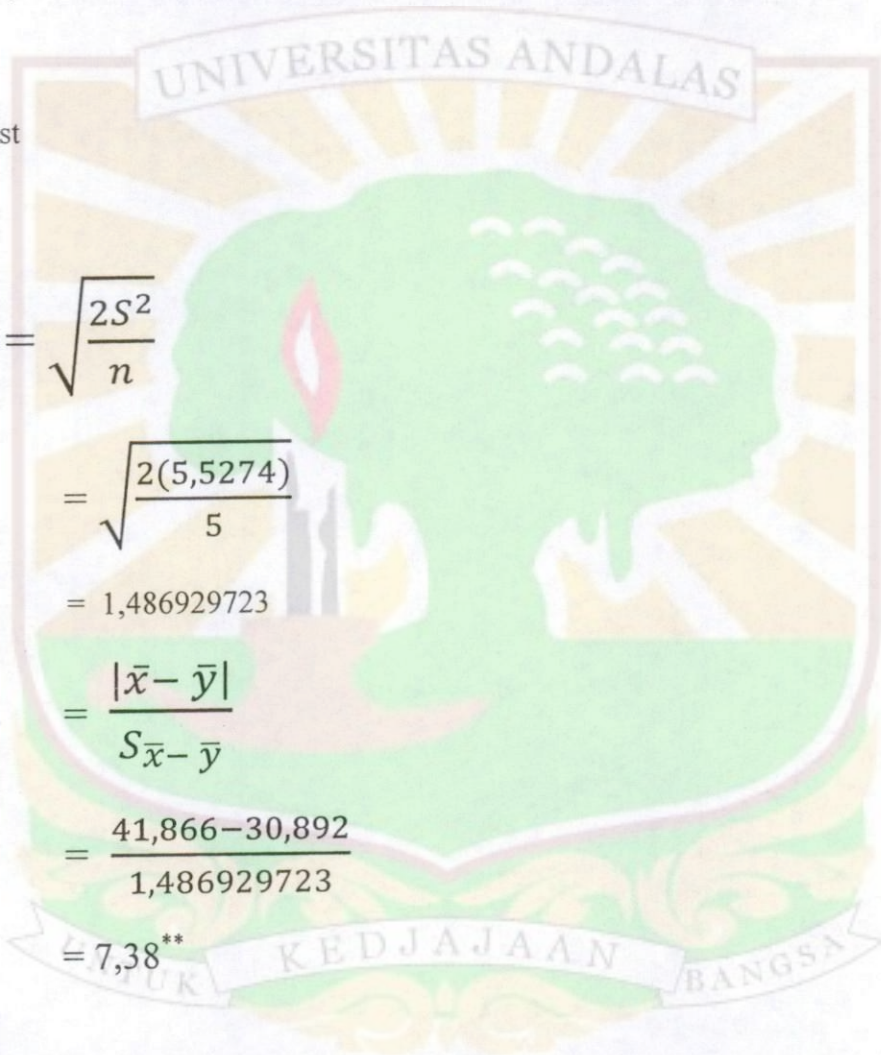 UNIVERSITAS ANDALAS
st
= √(2S²/n)
= √(2(5,5274)/5)
= 1,486929723
= |x̄− ȳ| / S x̄− ȳ
= 41,866−30,892 / 1,486929723
= 7,38**
UNTUK KEDJAJAAN BANGSA